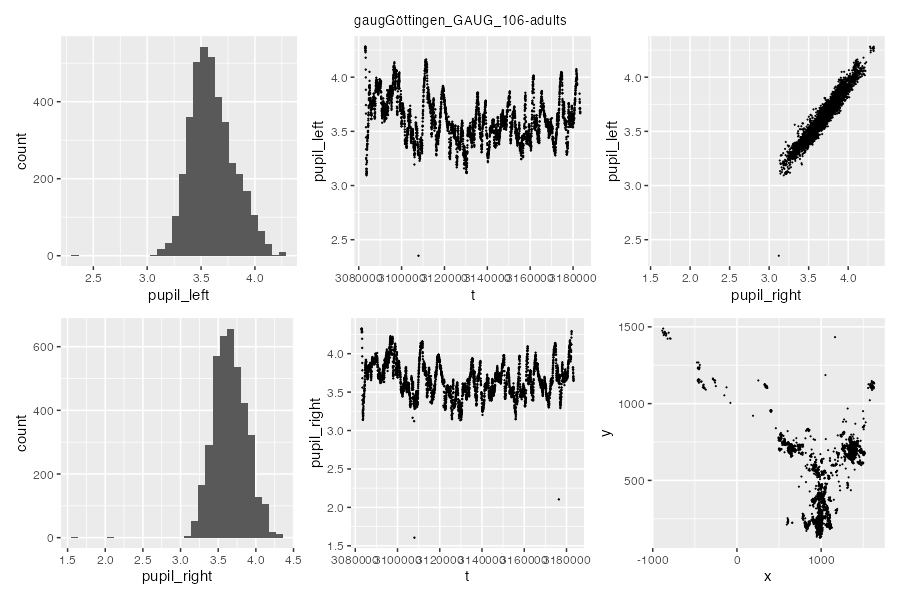 gaugGöttingen_GAUG_106-adults
count
400
200
0
2.5 3.0 3.5 4.0
pupil_left
pupil_left
4.0
3.5
3.0
2.5
3080000 3100000 3120000 3140000 3160000 3180000
t
pupil_left
4.0
3.5
3.0
2.5
1.5 2.0 2.5 3.0 3.5 4.0
pupil_right
count
600
400
200
0
1.5 2.0 2.5 3.0 3.5 4.0 4.5
pupil_right
pupil_right
4.0
3.5
3.0
2.5
2.0
1.5
3080000 3100000 3120000 3140000 3160000 3180000
t
y
1500
1000
500
-1000 0 1000
x